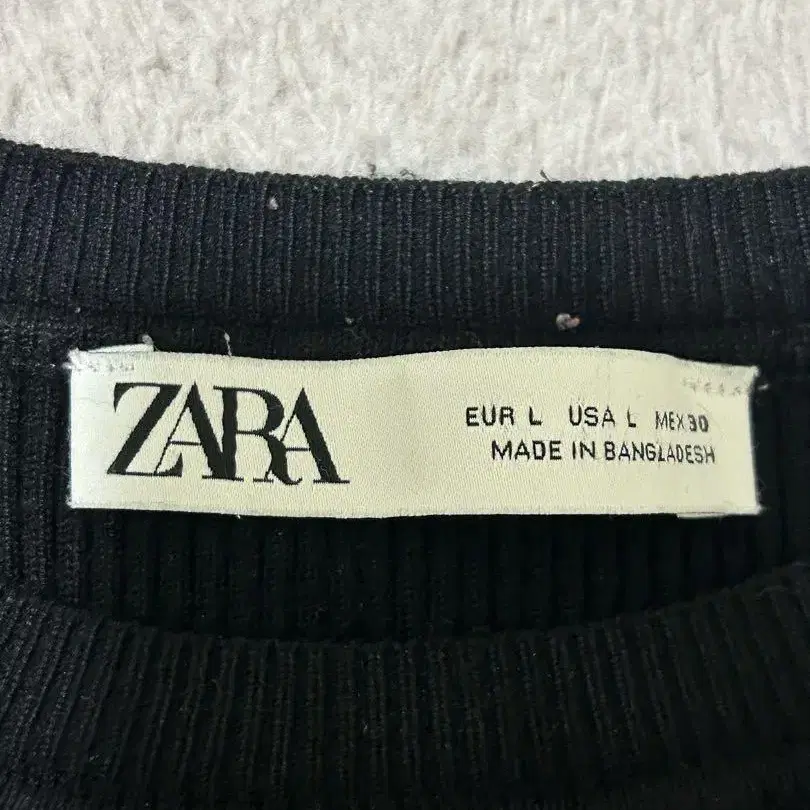 ZARA
EUR L USA L MEX 30
MADE IN BANGLADESH